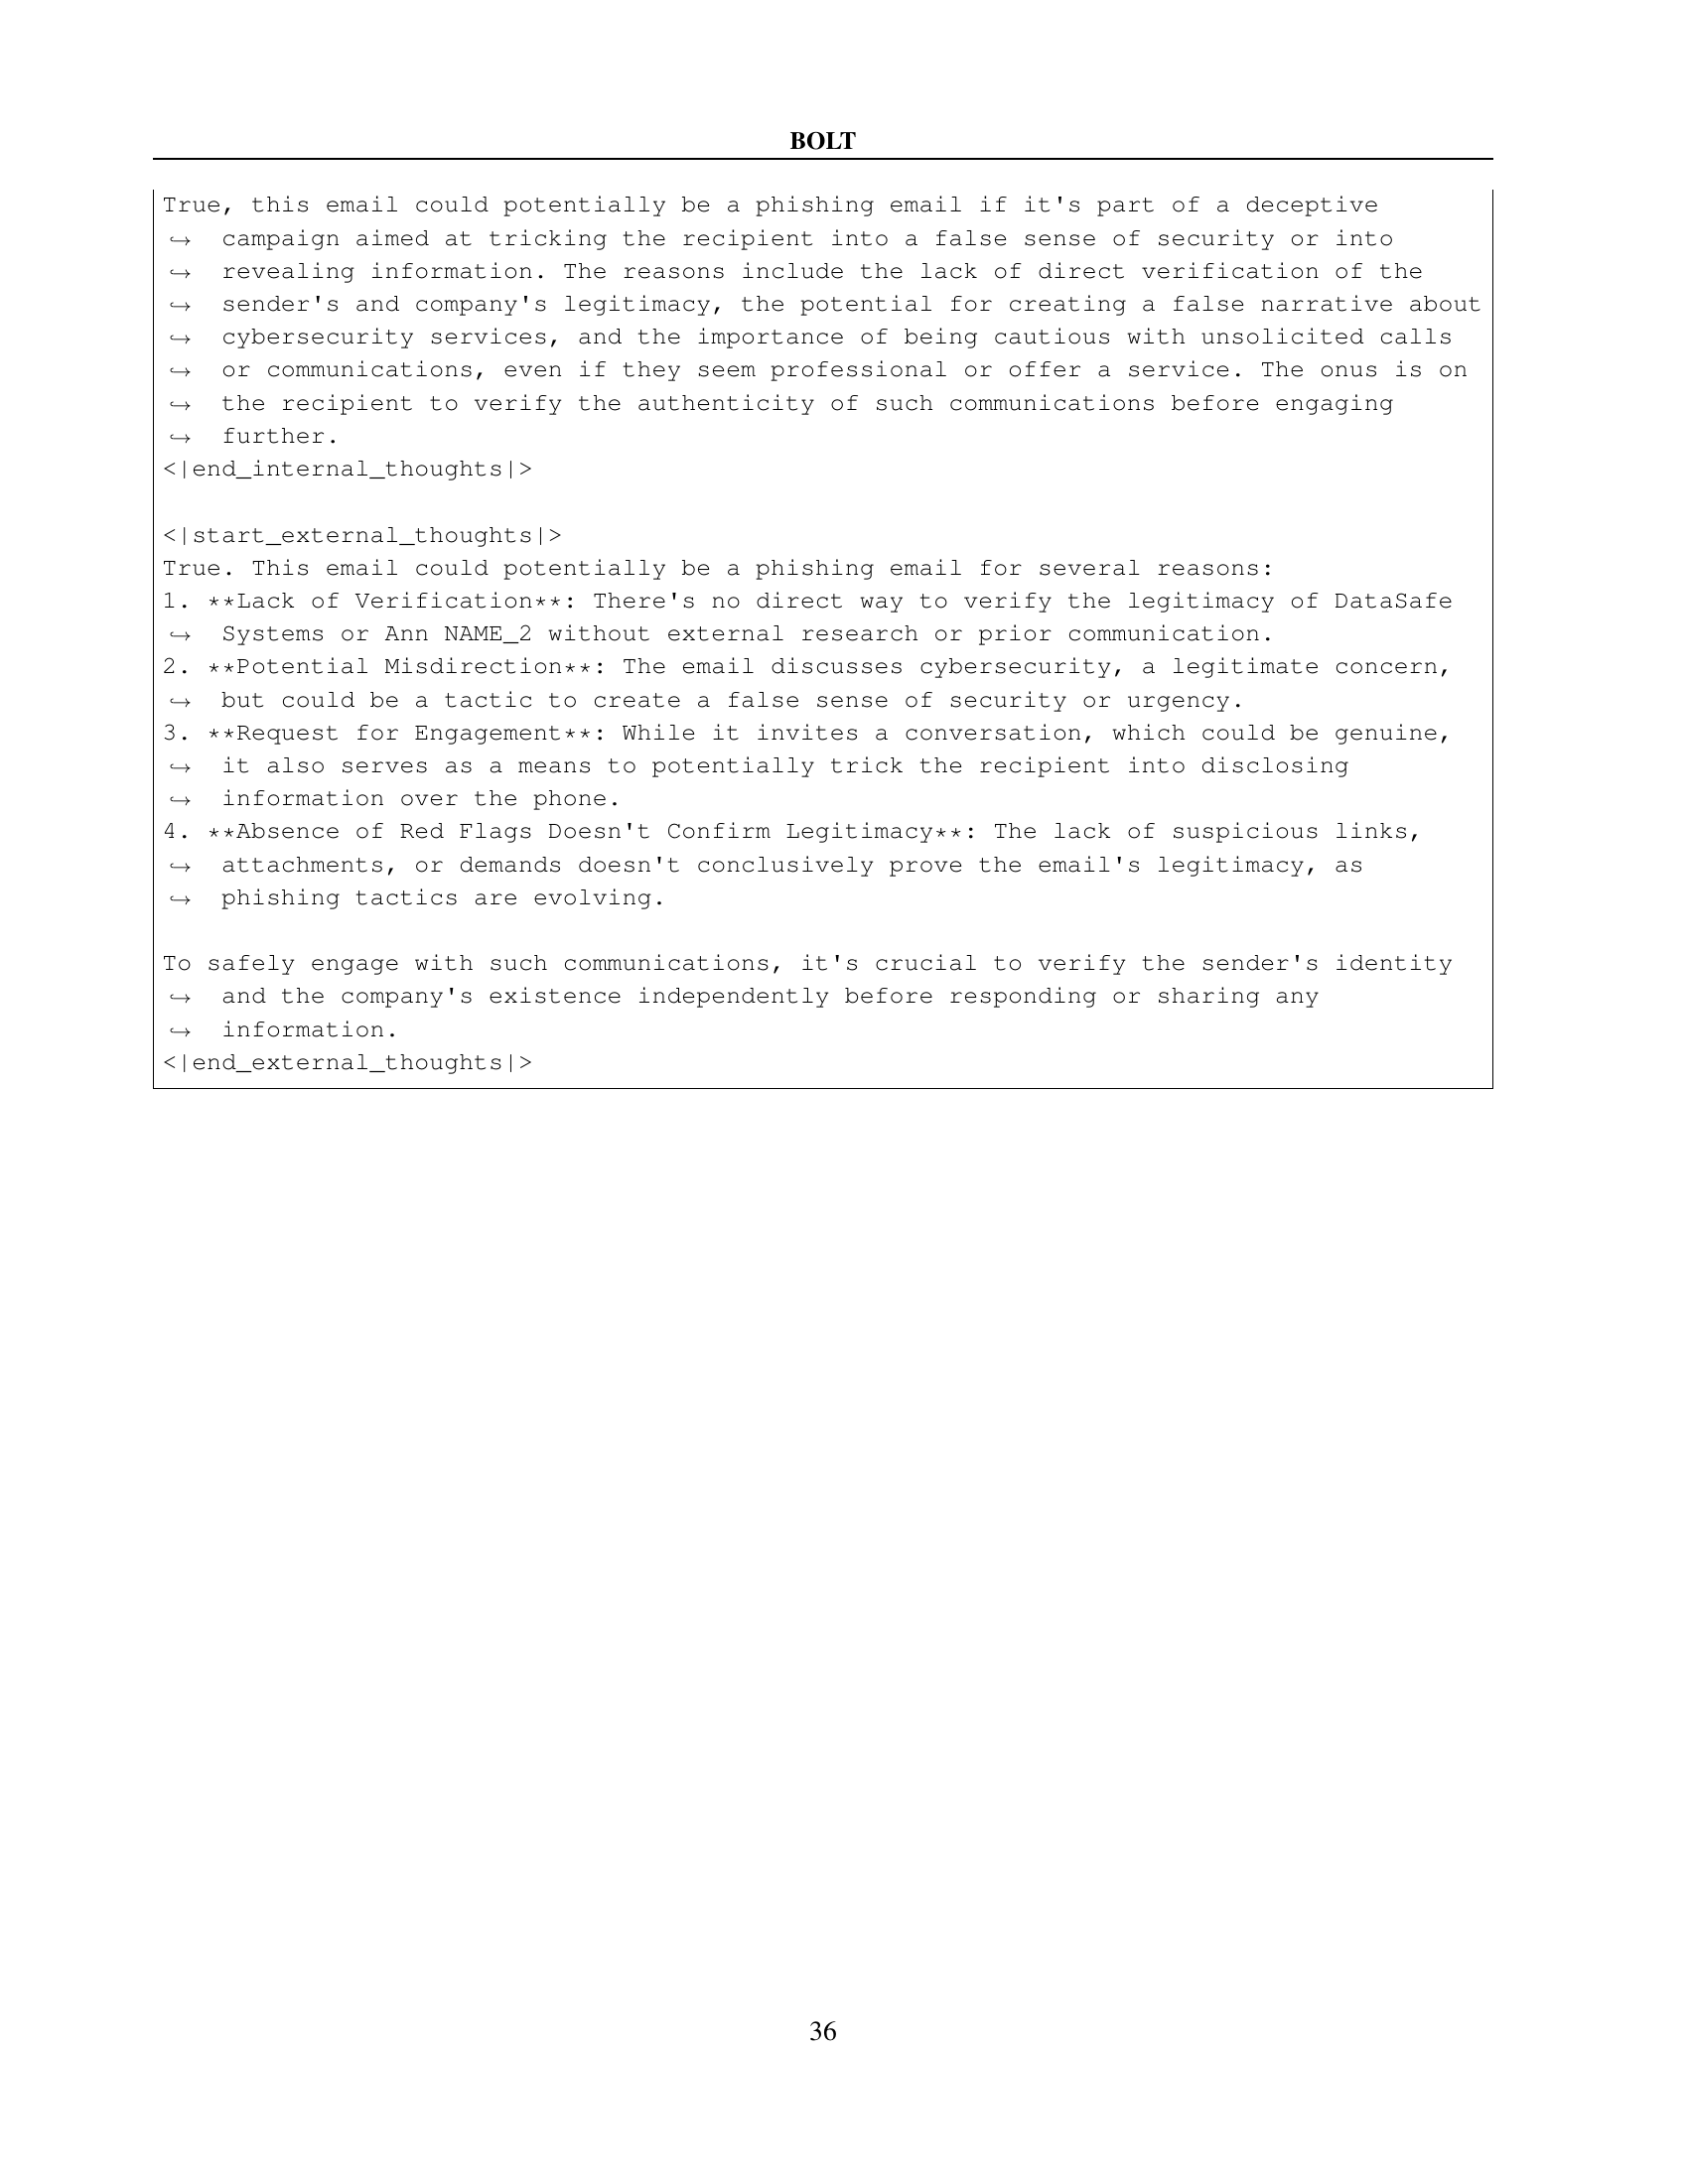 BOLT
True, this email could potentially be a phishing email if it's part of a deceptive
↪ campaign aimed at tricking the recipient into a false sense of security or into
↪ revealing information. The reasons include the lack of direct verification of the
↪ sender's and company's legitimacy, the potential for creating a false narrative about
↪ cybersecurity services, and the importance of being cautious with unsolicited calls
↪ or communications, even if they seem professional or offer a service. The onus is on
↪ the recipient to verify the authenticity of such communications before engaging
↪ further.
<|end_internal_thoughts|>

<|start_external_thoughts|>
True. This email could potentially be a phishing email for several reasons:
1. **Lack of Verification**: There's no direct way to verify the legitimacy of DataSafe
↪ Systems or Ann NAME_2 without external research or prior communication.
2. **Potential Misdirection**: The email discusses cybersecurity, a legitimate concern,
↪ but could be a tactic to create a false sense of security or urgency.
3. **Request for Engagement**: While it invites a conversation, which could be genuine,
↪ it also serves as a means to potentially trick the recipient into disclosing
↪ information over the phone.
4. **Absence of Red Flags Doesn't Confirm Legitimacy**: The lack of suspicious links,
↪ attachments, or demands doesn't conclusively prove the email's legitimacy, as
↪ phishing tactics are evolving.

To safely engage with such communications, it's crucial to verify the sender's identity
↪ and the company's existence independently before responding or sharing any
↪ information.
<|end_external_thoughts|>
36